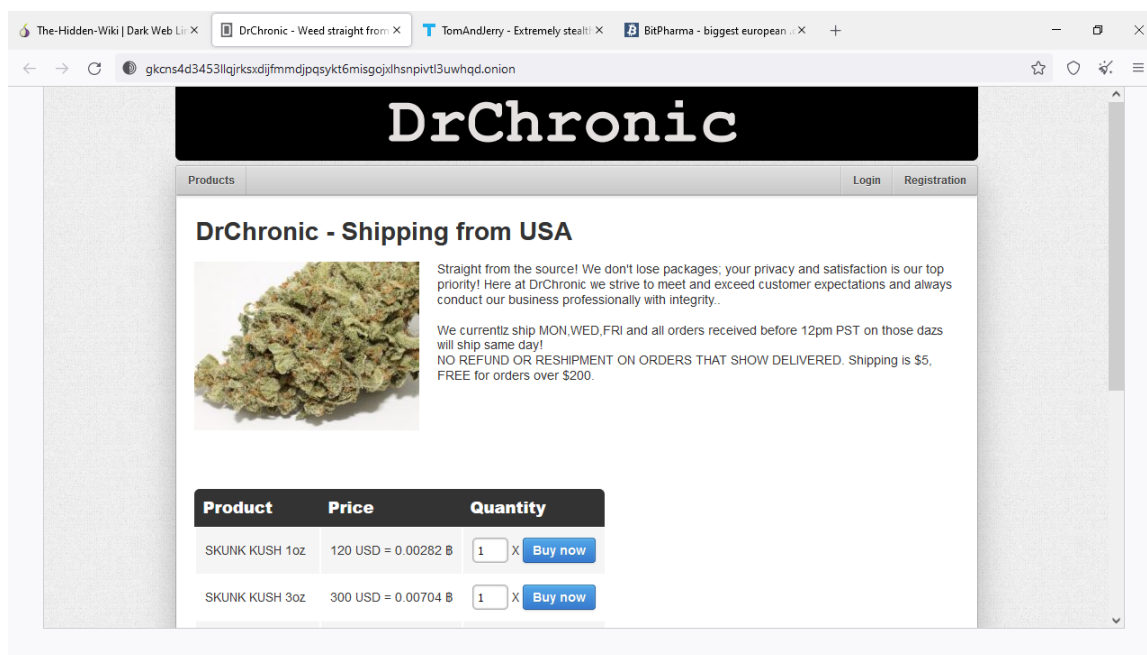 The-Hidden-Wiki | Dark Web Lin
DrChronic - Weed straight from
TomAndJerry - Extremely stealth
BitPharma - biggest european .c
gkcns4d3453llqjrksxdijfmmdjpqsykt6misgojxlhsnpivtl3uwhqd.onion
DrChronic
Products
Login
Registration
DrChronic - Shipping from USA
Straight from the source! We don't lose packages; your privacy and satisfaction is our top
priority! Here at DrChronic we strive to meet and exceed customer expectations and always
conduct our business professionally with integrity..
We currentlz ship MON,WED,FRI and all orders received before 12pm PST on those dazs
will ship same day!
NO REFUND OR RESHIPMENT ON ORDERS THAT SHOW DELIVERED. Shipping is $5,
FREE for orders over $200.
Product Price Quantity
SKUNK KUSH 1oz 120 USD = 0.00282 ฿ 1 X Buy now
SKUNK KUSH 3oz 300 USD = 0.00704 ฿ 1 X Buy now